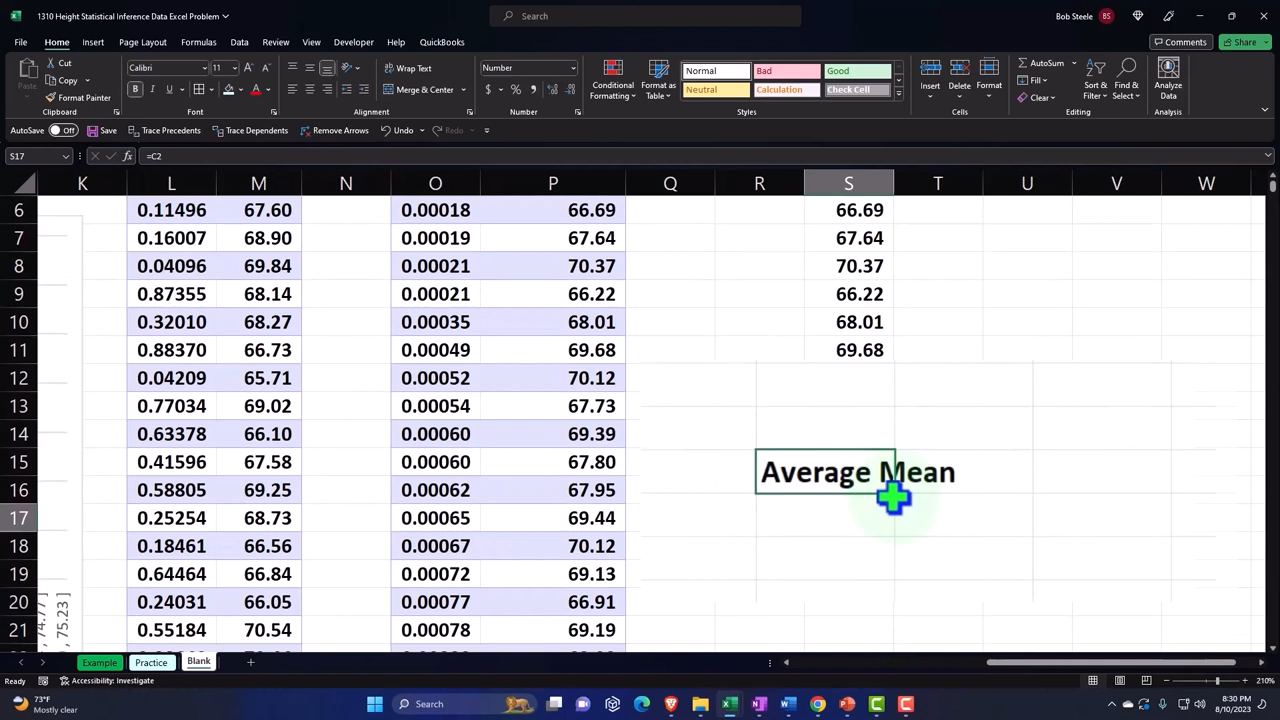 1310 Height Statistical Inference Data Excel Problem
Search
Bob Steele BS
File Home Insert Page Layout Formulas Data Review View Developer Automate Help QuickBooks
Comments Share
Cut
Copy
Format Painter
Clipboard
Calibri 11
Font
Wrap Text
Merge & Center
Alignment
Number
Number
Conditional Formatting
Format as Table
Normal Bad Good
Neutral Calculation Check Cell
Styles
Insert Delete Format
Cells
AutoSum
Fill
Clear
Sort & Filter
Find & Select
Editing
Analyze Data
Analysis
AutoSave Off Save Trace Precedents Trace Dependents Remove Arrows Undo Redo
S17 fx =C2
K L M N O P Q R S T U V W
6 0.11496 67.60 0.00018 66.69 66.69
7 0.16007 68.90 0.00019 67.64 67.64
8 0.04096 69.84 0.00021 70.37 70.37
9 0.87355 68.14 0.00021 66.22 66.22
10 0.32010 68.27 0.00035 68.01 68.01
11 0.88370 66.73 0.00049 69.68 69.68
12 0.04209 65.71 0.00052 70.12
13 0.77034 69.02 0.00054 67.73
14 0.63378 66.10 0.00060 69.39
15 0.41596 67.58 0.00060 67.80 Average Mean
16 0.58805 69.25 0.00062 67.95
17 0.25254 68.73 0.00065 69.44
18 0.18461 66.56 0.00067 70.12
19 0.64464 66.84 0.00072 69.13
20 0.24031 66.05 0.00077 66.91
21 0.55184 70.54 0.00078 69.19
74.77 ]
, 75.23 ]
Example Practice Blank
Ready Accessibility: Investigate 210%
73°F
Mostly clear
Search
8:30 PM
8/10/2023